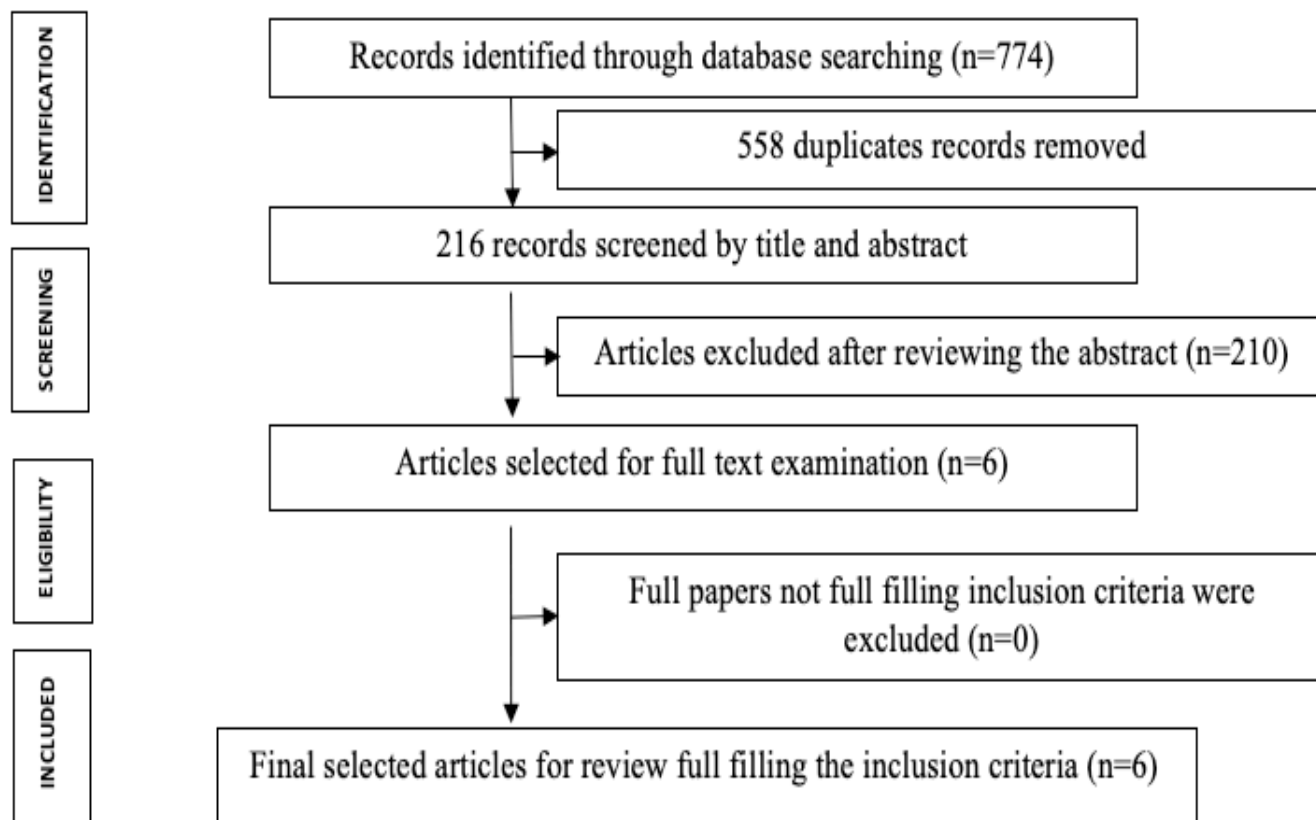 IDENTIFICATION
Records identified through database searching (n=774)
558 duplicates records removed
216 records screened by title and abstract
SCREENING
Articles excluded after reviewing the abstract (n=210)
Articles selected for full text examination (n=6)
ELIGIBILITY
Full papers not full filling inclusion criteria were
excluded (n=0)
INCLUDED
Final selected articles for review full filling the inclusion criteria (n=6)